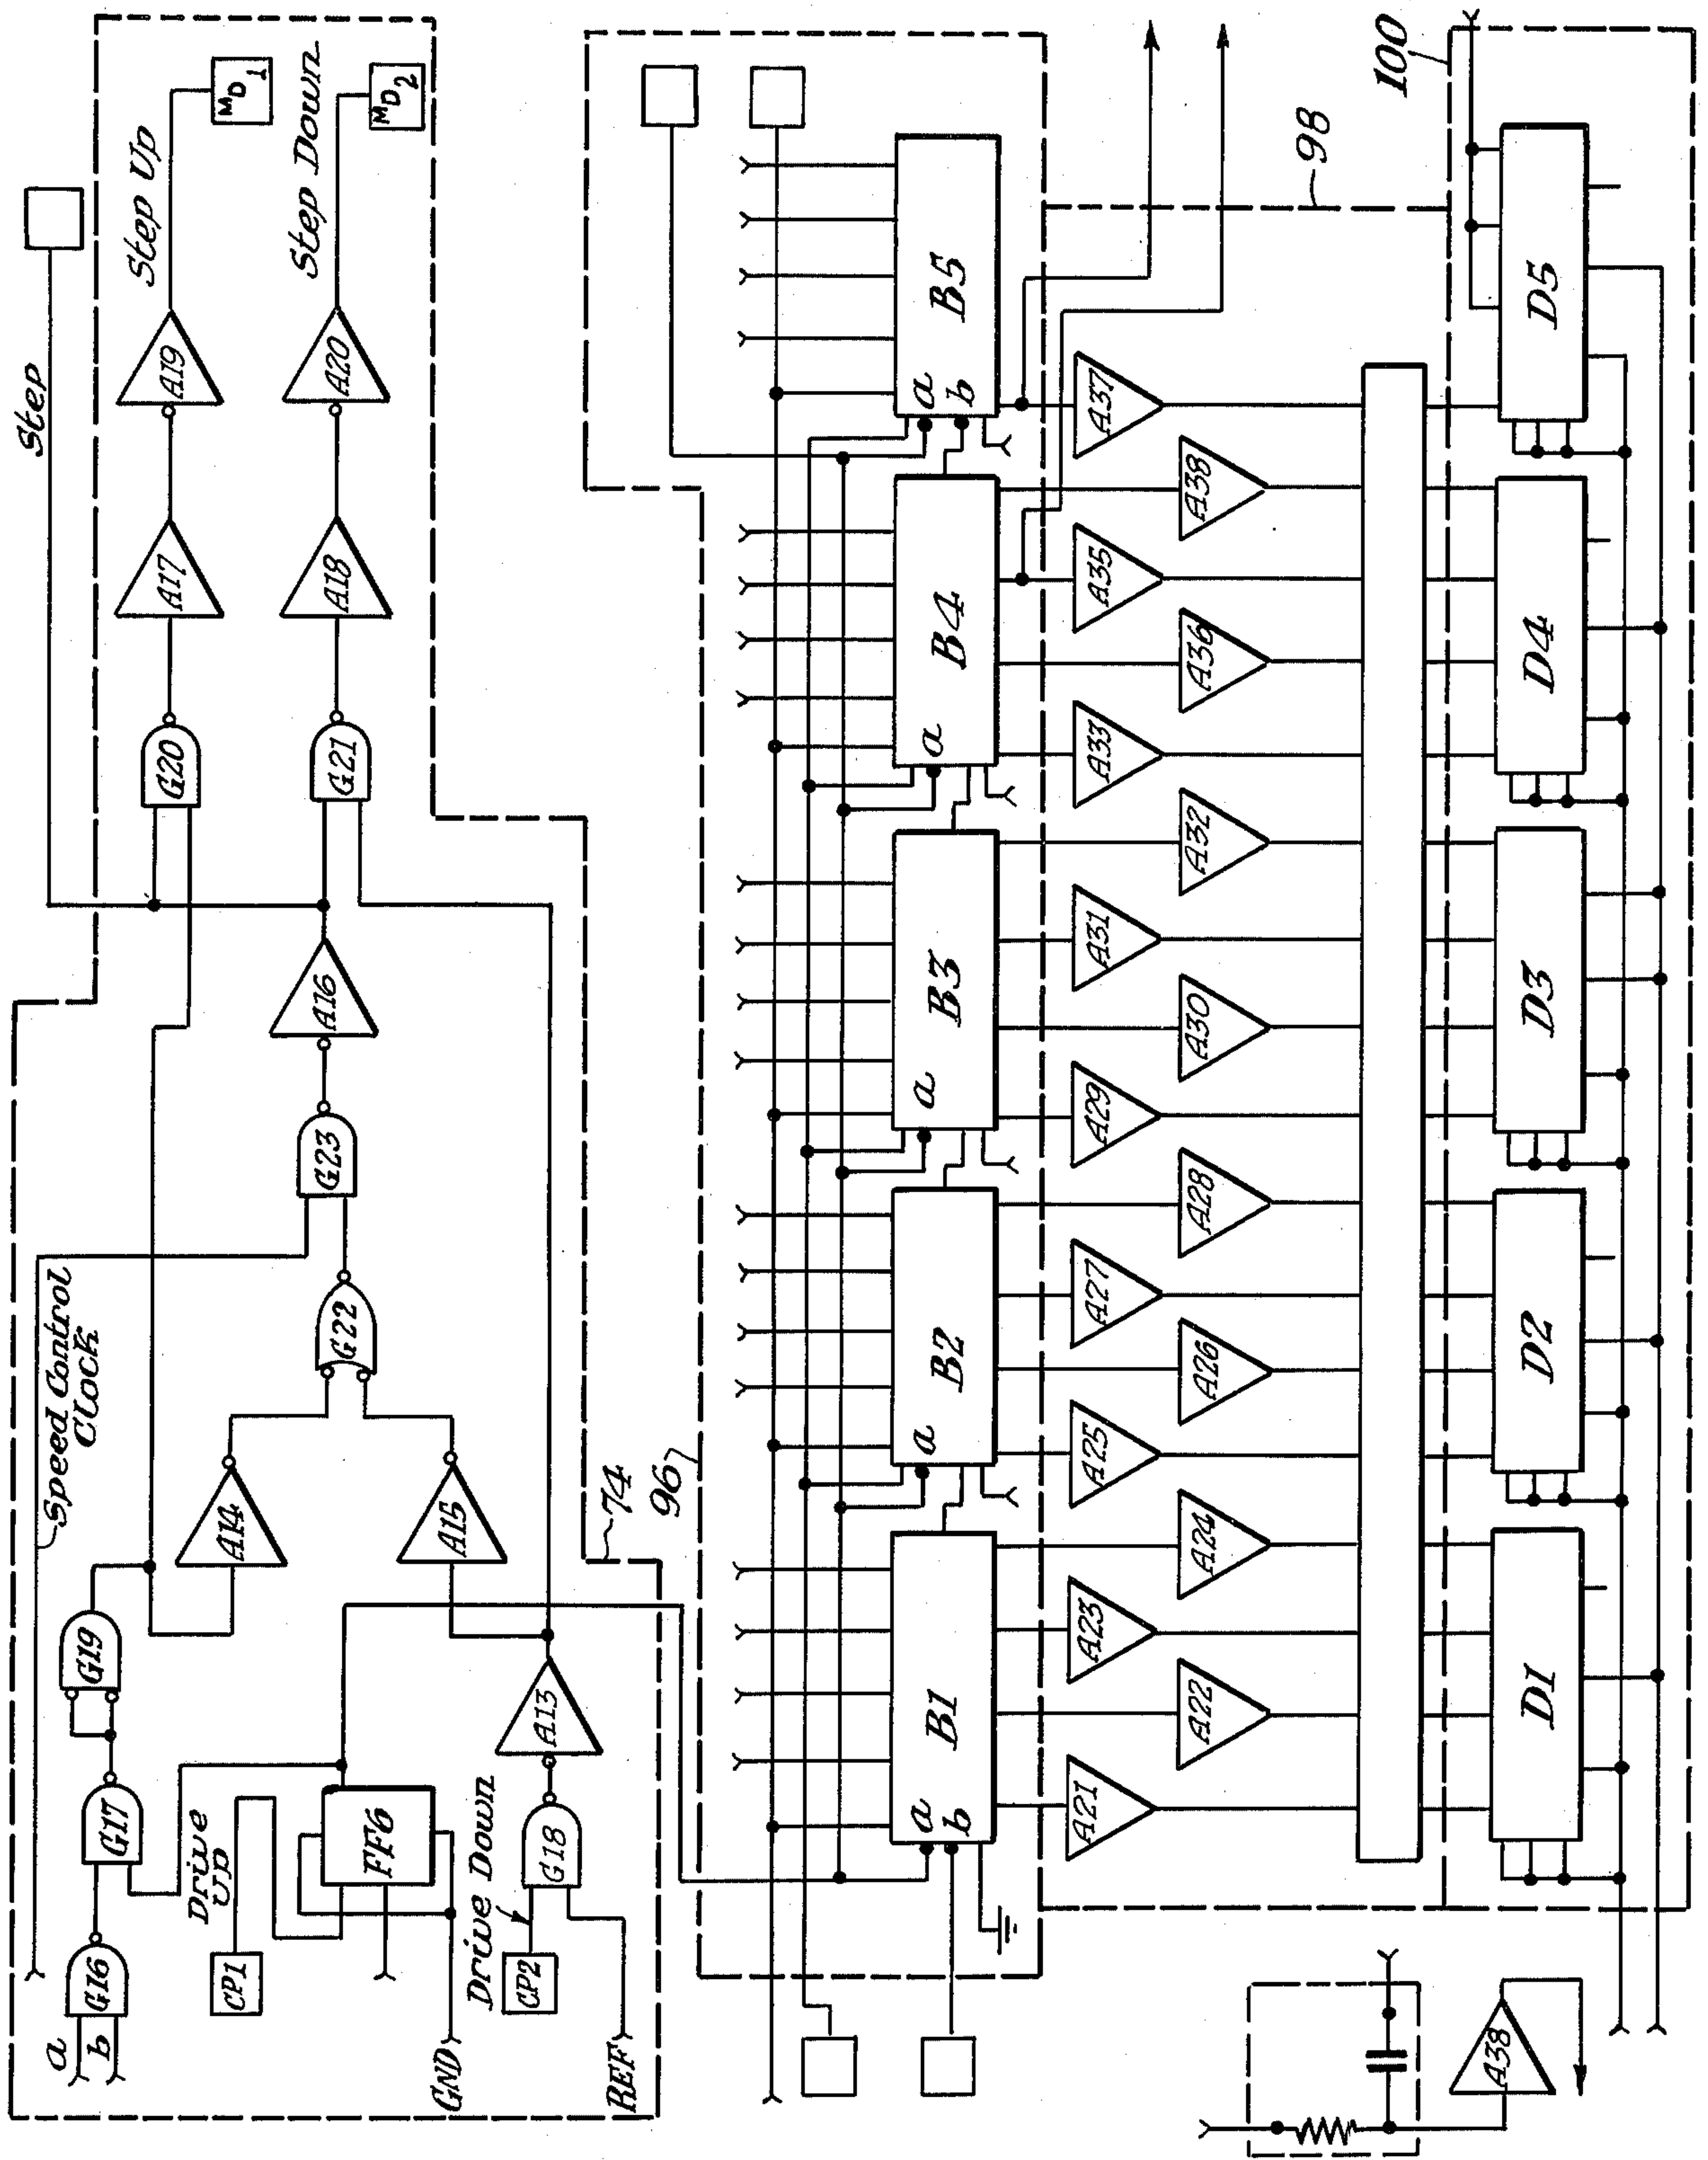 Step
Step Up
MD1
Step Down
MD2
A19
A20
A17
A18
G20
G21
A16
G23
G22
Speed Control
Clock
A14
A15
G19
G17
G16
a
b
Drive
Up
CP1
FF6
A13
G18
Drive Down
CP2
GND
REF
74
96
98
100
B5
a
b
B4
a
B3
a
B2
a
B1
a
b
A37
A38
A35
A36
A33
A32
A31
A30
A29
A28
A27
A26
A25
A24
A23
A22
A21
D5
D4
D3
D2
D1
A38